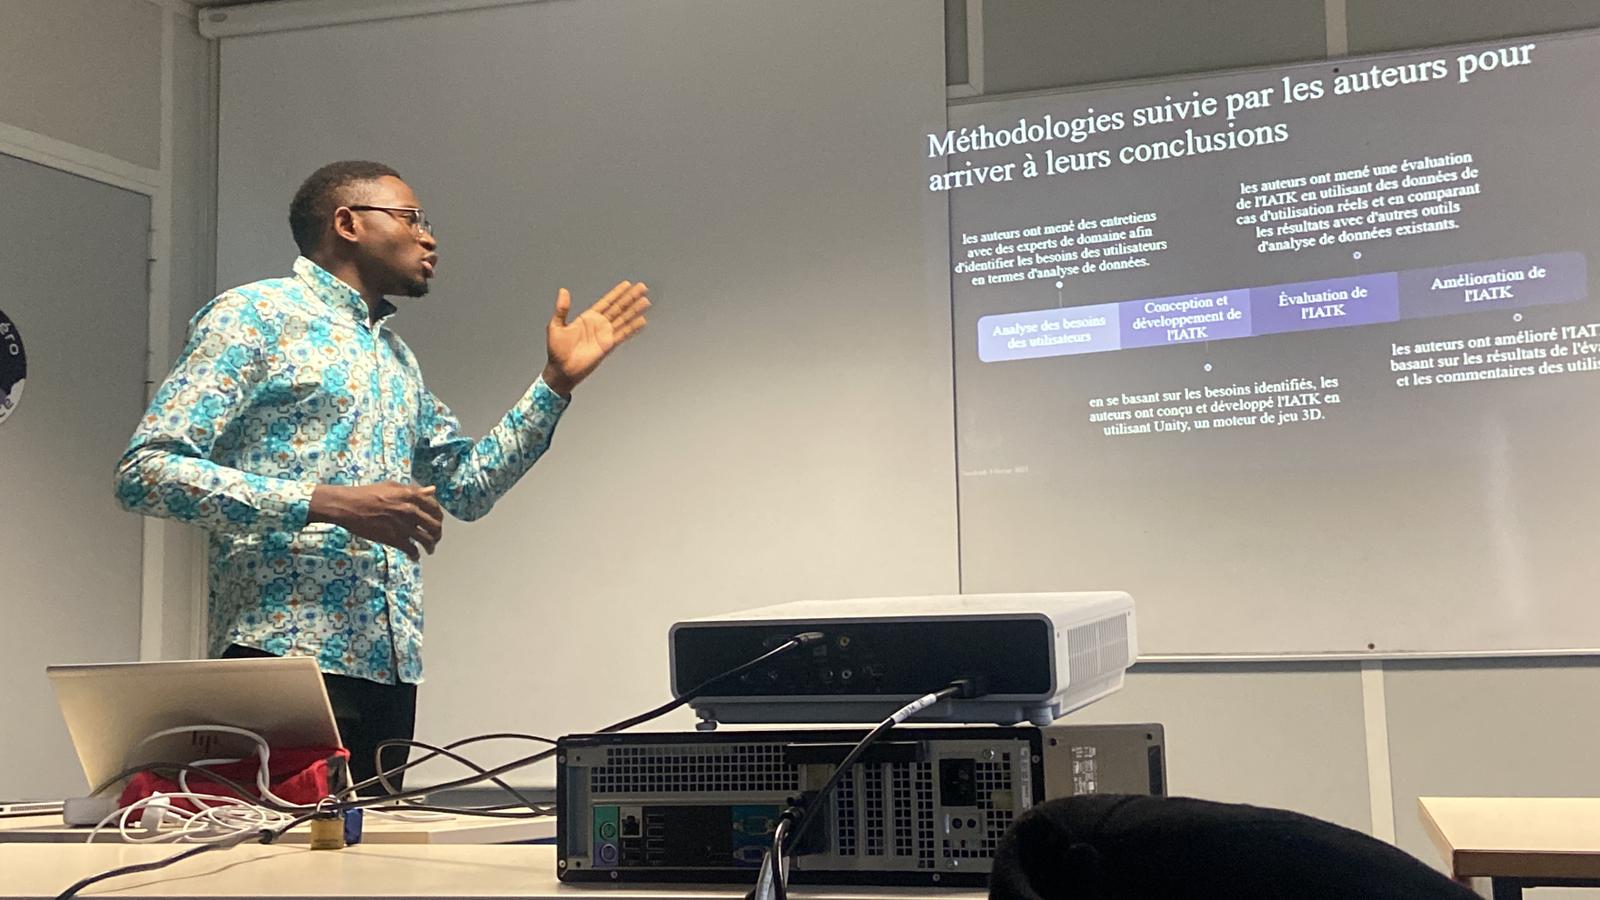 Méthodologies suivie par les auteurs pour
arriver à leurs conclusions
les auteurs ont mené des entretiens
avec des experts de domaine afin
d'identifier les besoins des utilisateurs
en termes d'analyse de données.
les auteurs ont mené une évaluation
de l'IATK en utilisant des données de
cas d'utilisation réels et en comparant
les résultats avec d'autres outils
d'analyse de données existants.
Analyse des besoins
des utilisateurs
Conception et
développement de
l'IATK
Évaluation de
l'IATK
Amélioration de
l'IATK
en se basant sur les besoins identifiés, les
auteurs ont conçu et développé l'IATK en
utilisant Unity, un moteur de jeu 3D.
les auteurs ont amélioré l'IAT
basant sur les résultats de l'év
et les commentaires des utilis
hp